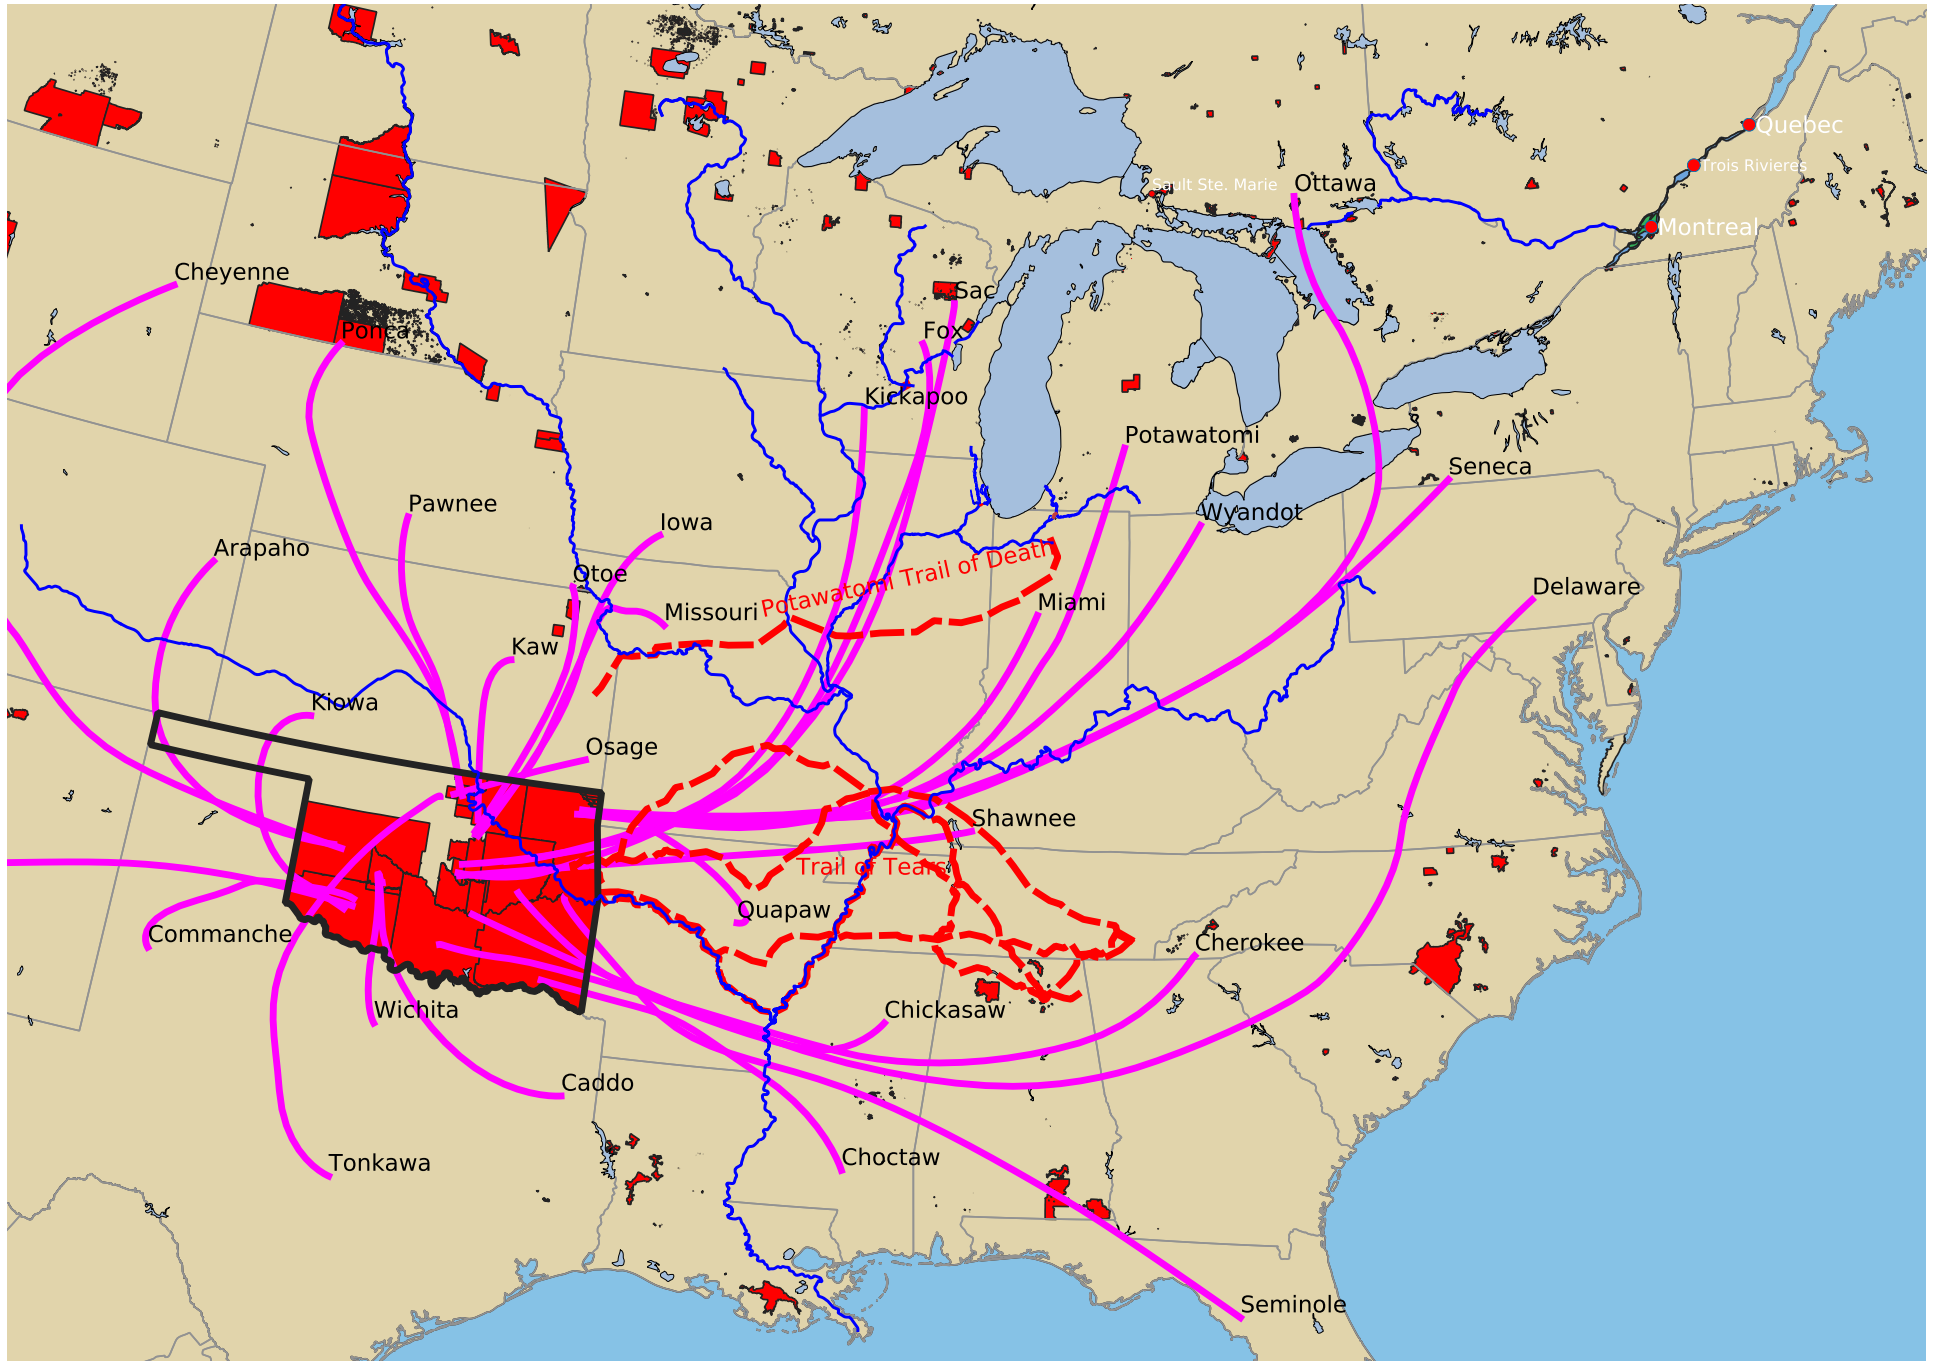 Quebec
Trois Rivieres
Sault Ste. Marie
Ottawa
Montreal
Cheyenne
Sac
Ponca
Fox
Kickapoo
Potawatomi
Seneca
Pawnee
Iowa
Wyandot
Arapaho
Potawatomi Trail of Death
Otoe
Delaware
Missouri
Miami
Kaw
Kiowa
Osage
Shawnee
Trail of Tears
Quapaw
Commanche
Cherokee
Wichita
Chickasaw
Caddo
Choctaw
Tonkawa
Seminole